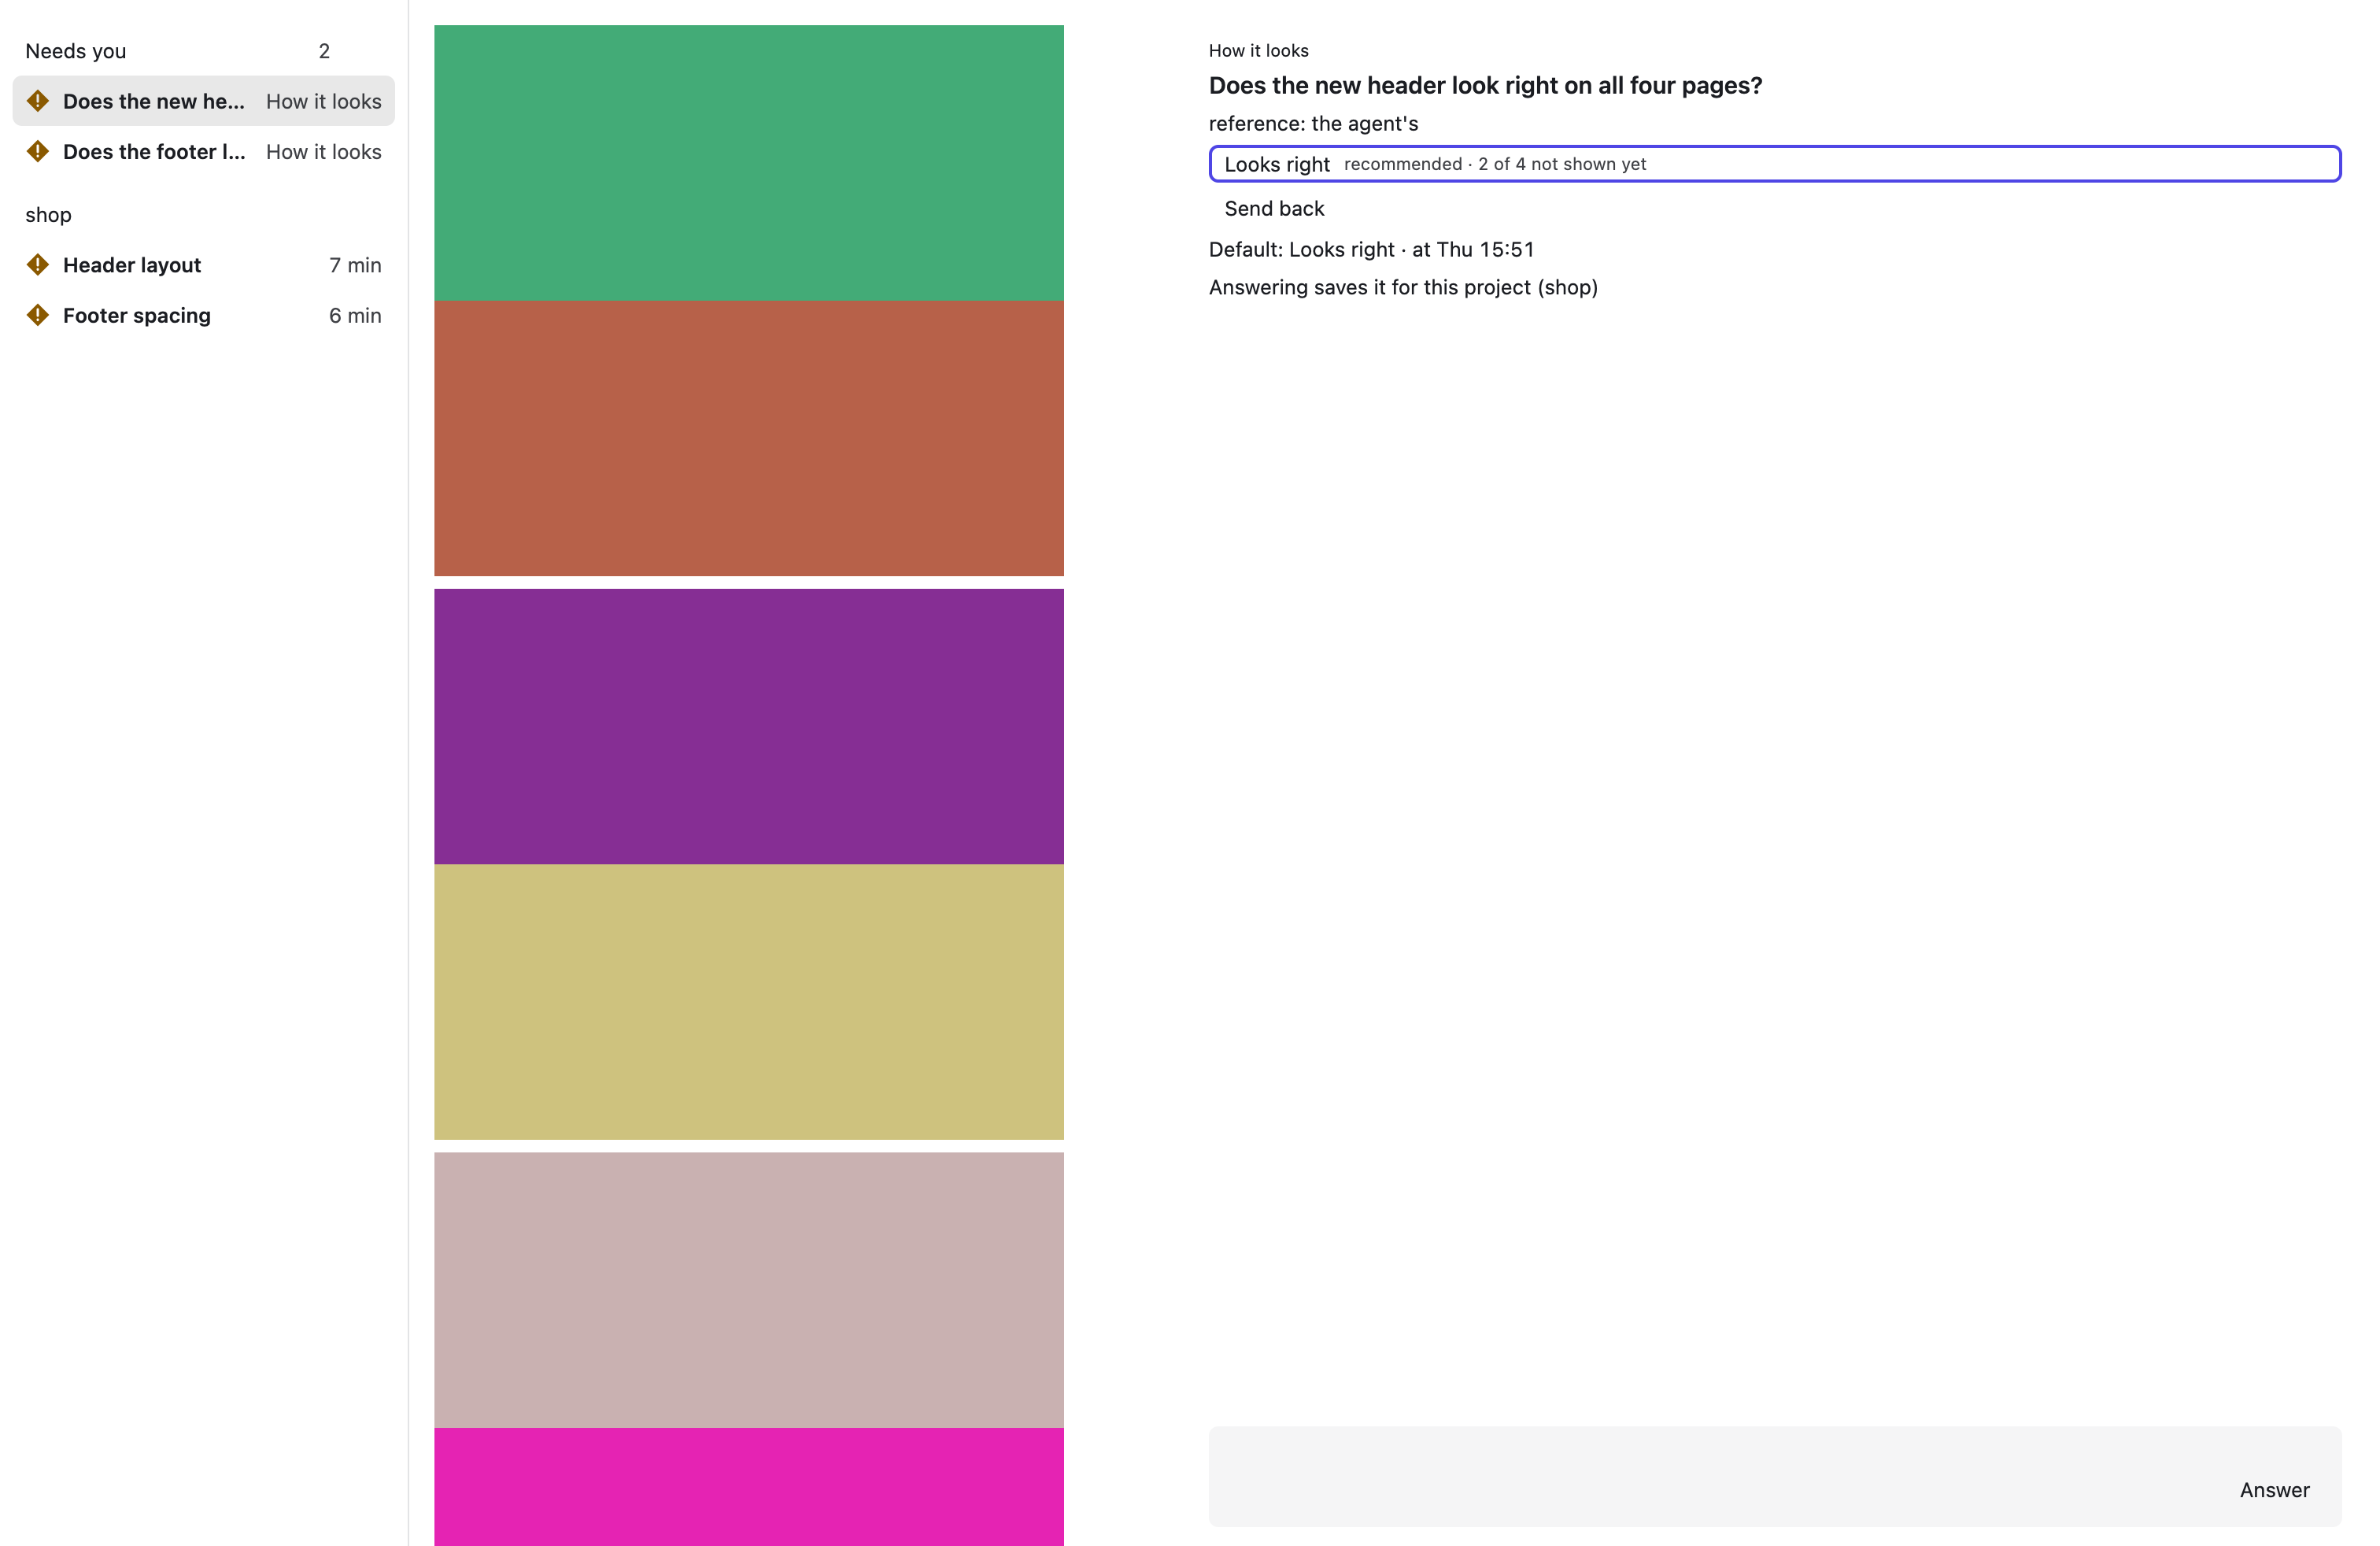 Needs you 2
Does the new he... How it looks
Does the footer l... How it looks
shop
Header layout 7 min
Footer spacing 6 min
How it looks
Does the new header look right on all four pages?
reference: the agent's
Looks right recommended · 2 of 4 not shown yet
Send back
Default: Looks right · at Thu 15:51
Answering saves it for this project (shop)
Answer